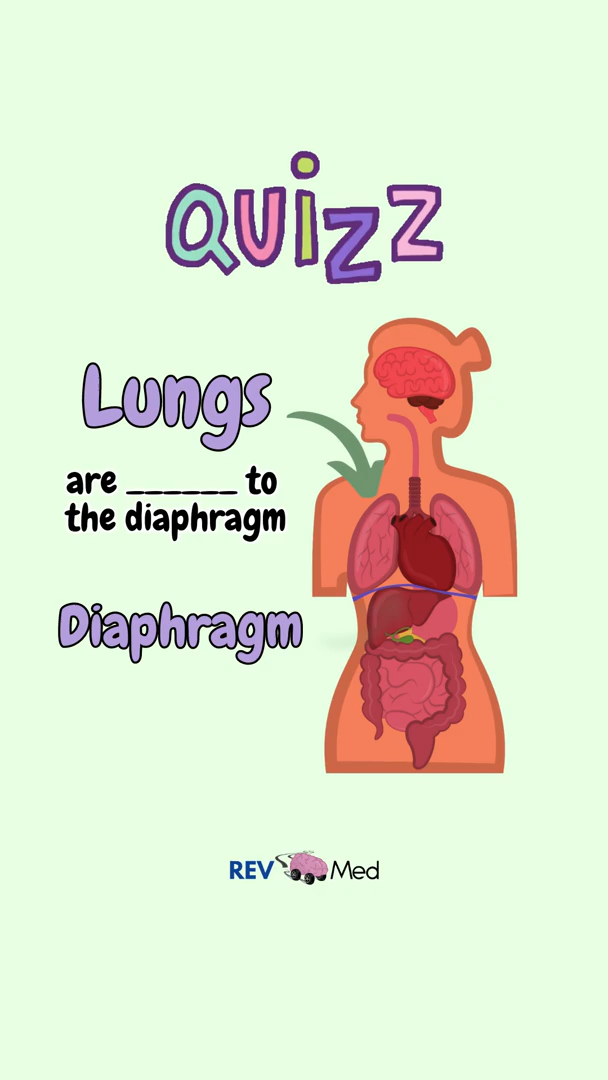 QUiZZ
Lungs
are ______ to
the diaphragm
Diaphragm
REV Med